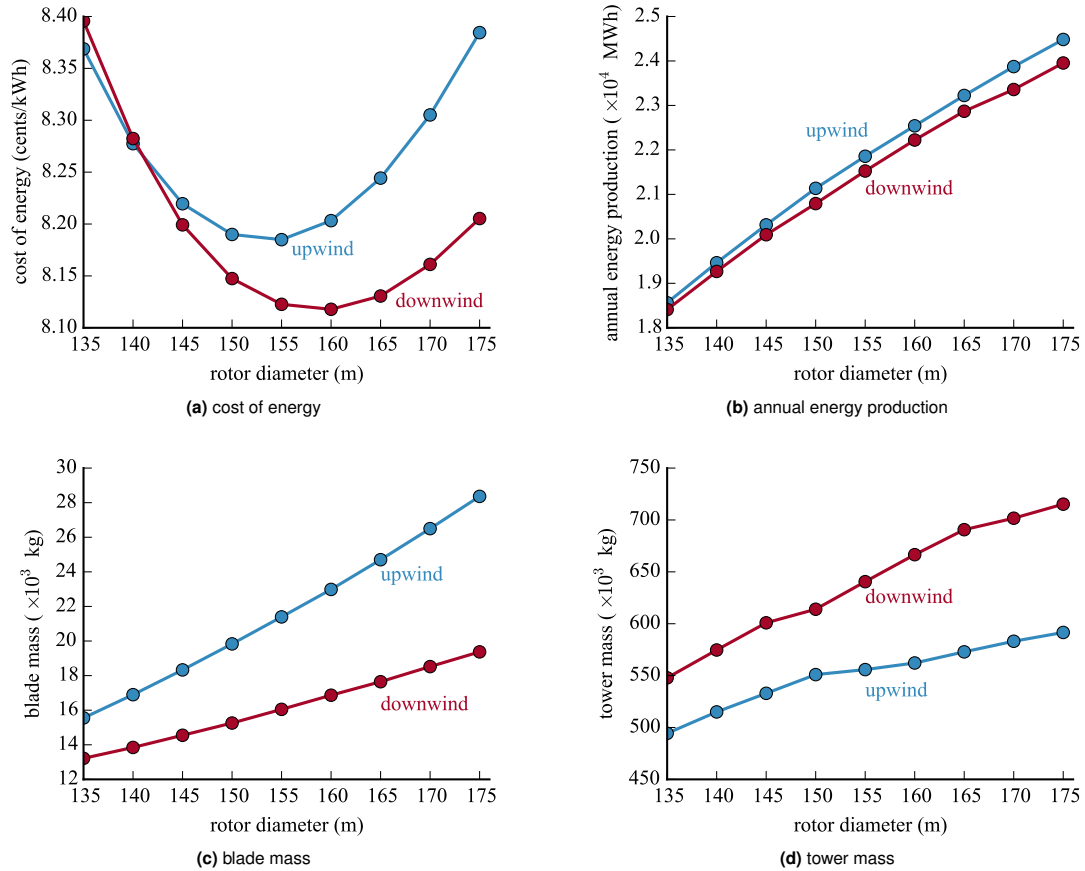 8.40
8.35
8.30
8.25
8.20
8.15
8.10
cost of energy (cents/kWh)
upwind
downwind
135 140 145 150 155 160 165 170 175
rotor diameter (m)
(a) cost of energy
2.5
2.4
2.3
2.2
2.1
2.0
1.9
1.8
annual energy production ( ×10⁴ MWh)
upwind
downwind
135 140 145 150 155 160 165 170 175
rotor diameter (m)
(b) annual energy production
30
28
26
24
22
20
18
16
14
12
blade mass ( ×10³ kg)
upwind
downwind
135 140 145 150 155 160 165 170 175
rotor diameter (m)
(c) blade mass
750
700
650
600
550
500
450
tower mass ( ×10³ kg)
downwind
upwind
135 140 145 150 155 160 165 170 175
rotor diameter (m)
(d) tower mass